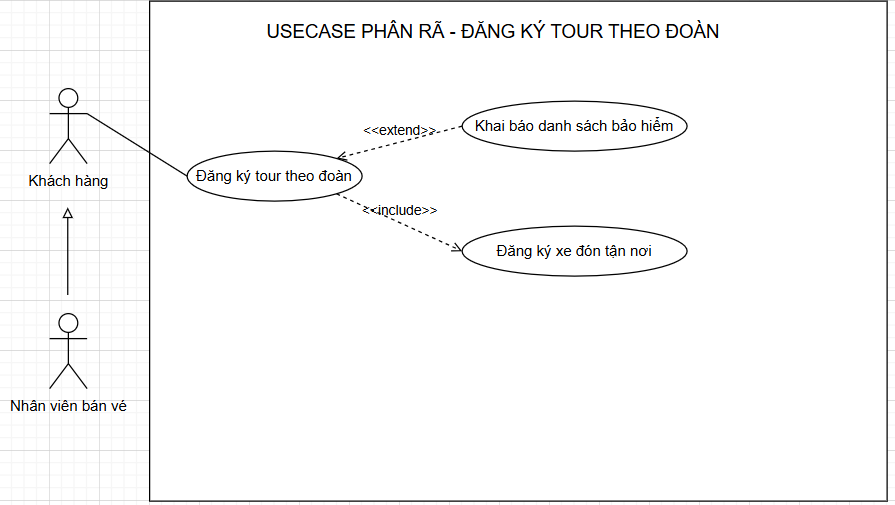 USECASE PHÂN RÃ - ĐĂNG KÝ TOUR THEO ĐOÀN
<<extend>>
Khai báo danh sách bảo hiểm
Khách hàng
Đăng ký tour theo đoàn
<<include>>
Đăng ký xe đón tận nơi
Nhân viên bán vé